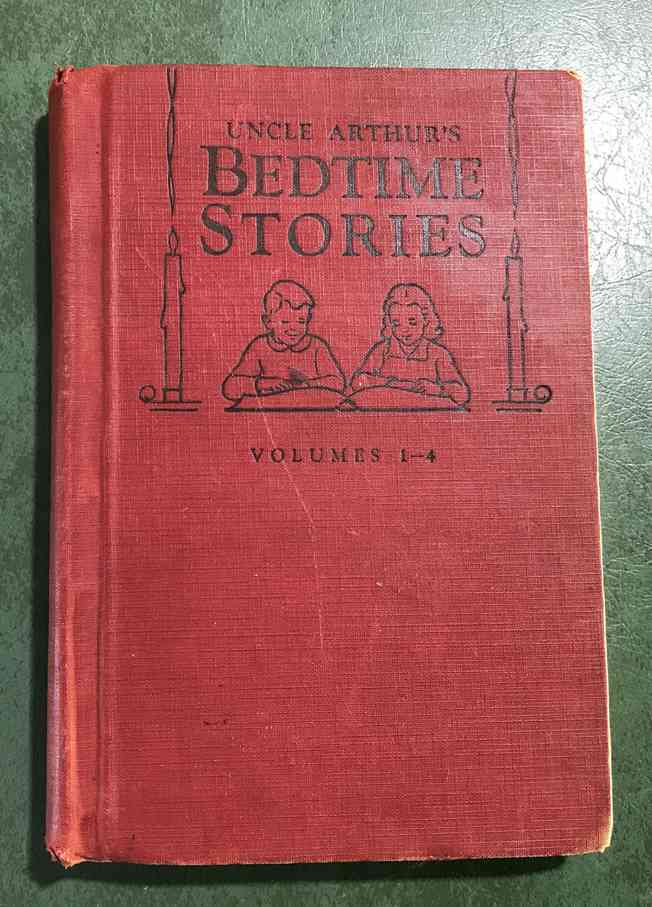 UNCLE ARTHUR'S
BEDTIME
STORIES
VOLUMES 1–4